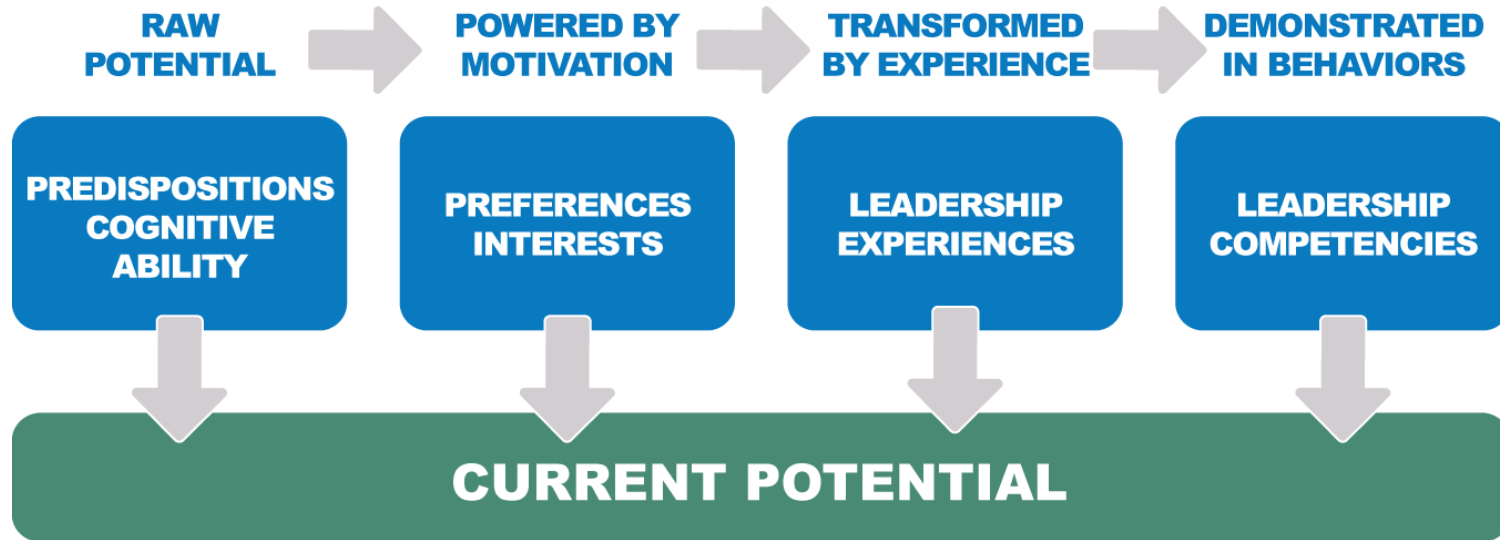 RAW
POTENTIAL
POWERED BY
MOTIVATION
TRANSFORMED
BY EXPERIENCE
DEMONSTRATED
IN BEHAVIORS
PREDISPOSITIONS
COGNITIVE
ABILITY
PREFERENCES
INTERESTS
LEADERSHIP
EXPERIENCES
LEADERSHIP
COMPETENCIES
CURRENT POTENTIAL